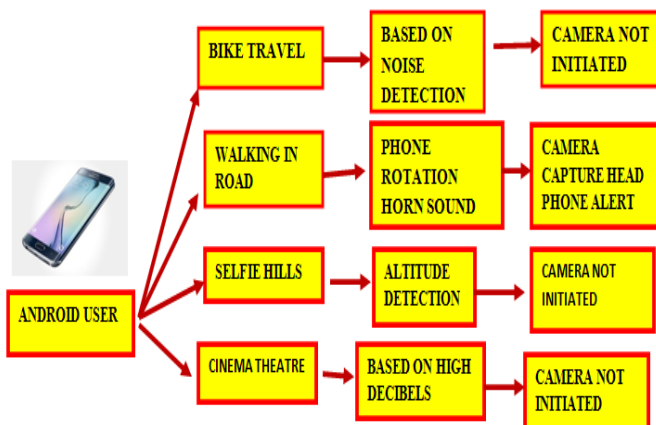 BIKE TRAVEL
BASED ON
NOISE
DETECTION
CAMERA NOT
INITIATED
WALKING IN
ROAD
PHONE
ROTATION
HORN SOUND
CAMERA
CAPTURE HEAD
PHONE ALERT
SELFIE HILLS
ALTITUDE
DETECTION
CAMERA NOT
INITIATED
ANDROID USER
CINEMA THEATRE
BASED ON HIGH
DECIBELS
CAMERA NOT
INITIATED